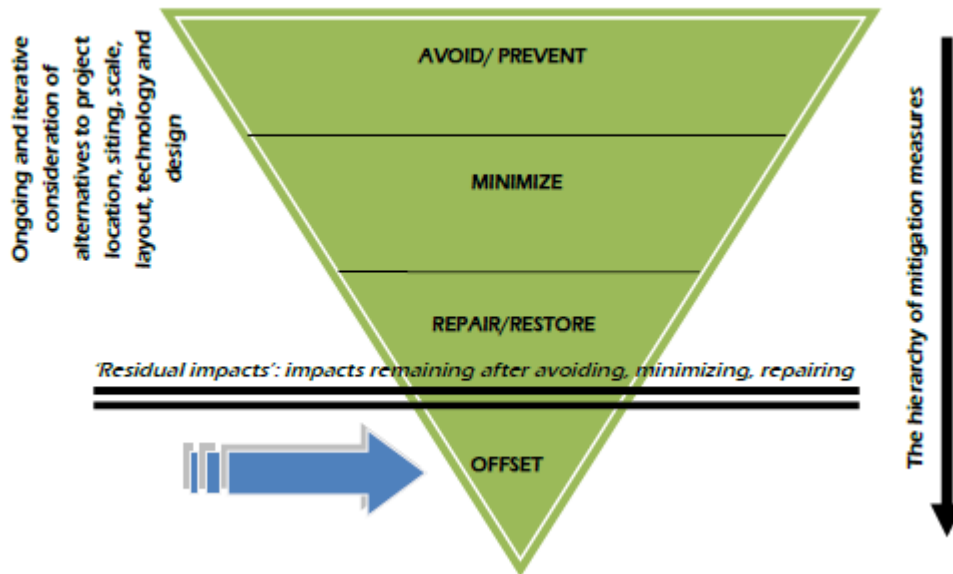 Ongoing and iterative
consideration of
alternatives to project
location, siting, scale,
layout, technology and
design
AVOID/ PREVENT
MINIMIZE
REPAIR/RESTORE
'Residual impacts': impacts remaining after avoiding, minimizing, repairing
OFFSET
The hierarchy of mitigation measures